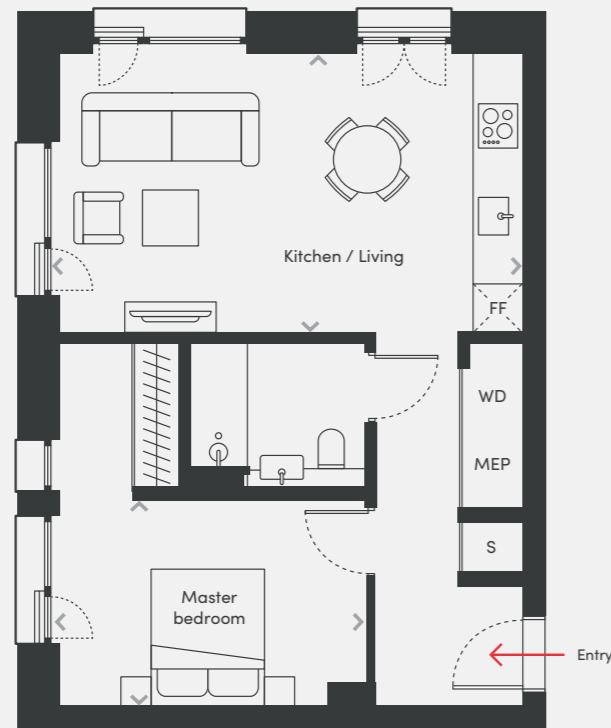 Kitchen / Living
FF
WD
MEP
S
Master
bedroom
Entry